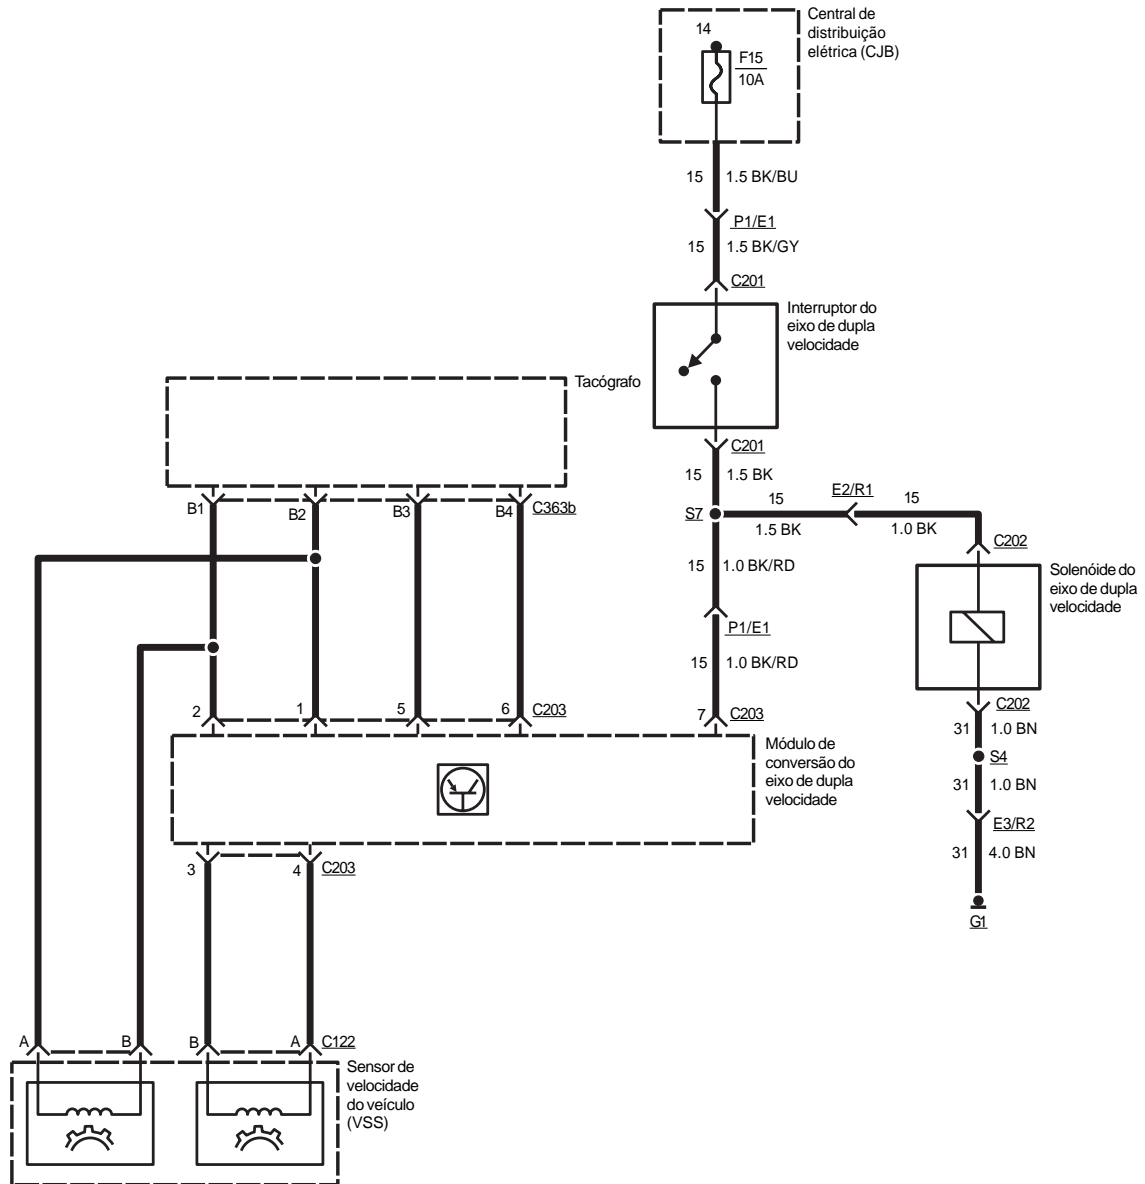 Central de
distribuição
elétrica (CJB)
14
F15
10A
15 1.5 BK/BU
P1/E1
15 1.5 BK/GY
C201
Interruptor do
eixo de dupla
velocidade
Tacógrafo
C201
15 1.5 BK
B1 B2 B3 B4 C363b
S7
15 E2/R1 15
1.5 BK 1.0 BK
C202
15 1.0 BK/RD
Solenóide do
eixo de dupla
velocidade
P1/E1
15 1.0 BK/RD
2 1 5 6 C203
7 C203
C202
31 1.0 BN
S4
31 1.0 BN
E3/R2
31 4.0 BN
G1
Módulo de
conversão do
eixo de dupla
velocidade
3 4 C203
A B B A C122
Sensor de
velocidade
do veículo
(VSS)